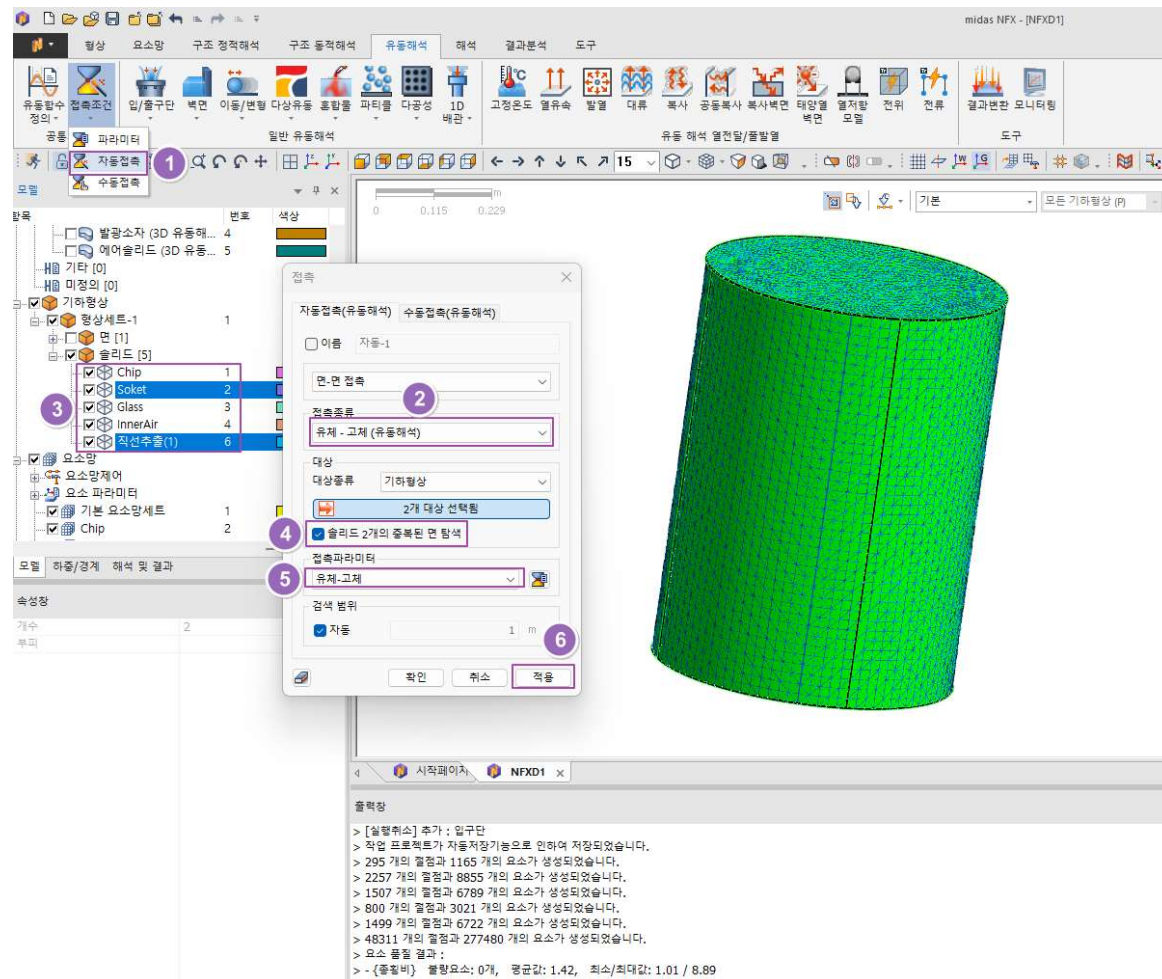 midas NFX - [NFXD1]
형상 요소망 구조 정적해석 구조 동적해석 유동해석 해석 결과분석 도구
유동함수 정의 접촉조건 입/출구단 벽면 이동/변형 다상유동 혼합물 파티클 다공성 1D 배관 고정온도 열유속 발열 대류 복사 공동복사 복사벽면 태양열 벽면 열저항 모델 전위 전류 결과변환 모니터링
공통 일반 유동해석 유동 해석 열전달/줄발열 도구
파라미터
자동접촉 1
수동접촉
15
모델
항목 번호 색상
발광소자 (3D 유동해... 4
에어솔리드 (3D 유동... 5
기타 [0]
미정의 [0]
기하형상
형상세트-1 1
면 [1]
솔리드 [5]
Chip 1
Soket 2
3 Glass 3
InnerAir 4
직선추출(1) 6
요소망
요소망제어
요소 파라미터
기본 요소망세트 1
Chip 2
모델 하중/경계 해석 및 결과
속성창
개수 2
부피
m
0 0.115 0.229
기본 모든 기하형상 (P)
접촉
자동접촉(유동해석) 수동접촉(유동해석)
이름 자동-1
면-면 접촉
2
접촉종류
유체 - 고체 (유동해석)
대상
대상종류 기하형상
2개 대상 선택됨
4 솔리드 2개의 중복된 면 탐색
접촉파라미터
5 유체-고체
검색 범위
자동 1 m
6
확인 취소 적용
시작페이지 NFXD1
출력창
> [실행취소] 추가 : 입구단
> 작업 프로젝트가 자동저장기능으로 인하여 저장되었습니다.
> 295 개의 절점과 1165 개의 요소가 생성되었습니다.
> 2257 개의 절점과 8855 개의 요소가 생성되었습니다.
> 1507 개의 절점과 6789 개의 요소가 생성되었습니다.
> 800 개의 절점과 3021 개의 요소가 생성되었습니다.
> 1499 개의 절점과 6722 개의 요소가 생성되었습니다.
> 48311 개의 절점과 277480 개의 요소가 생성되었습니다.
> 요소 품질 결과 :
> - {종횡비} 불량요소: 0개, 평균값: 1.42, 최소/최대값: 1.01 / 8.89